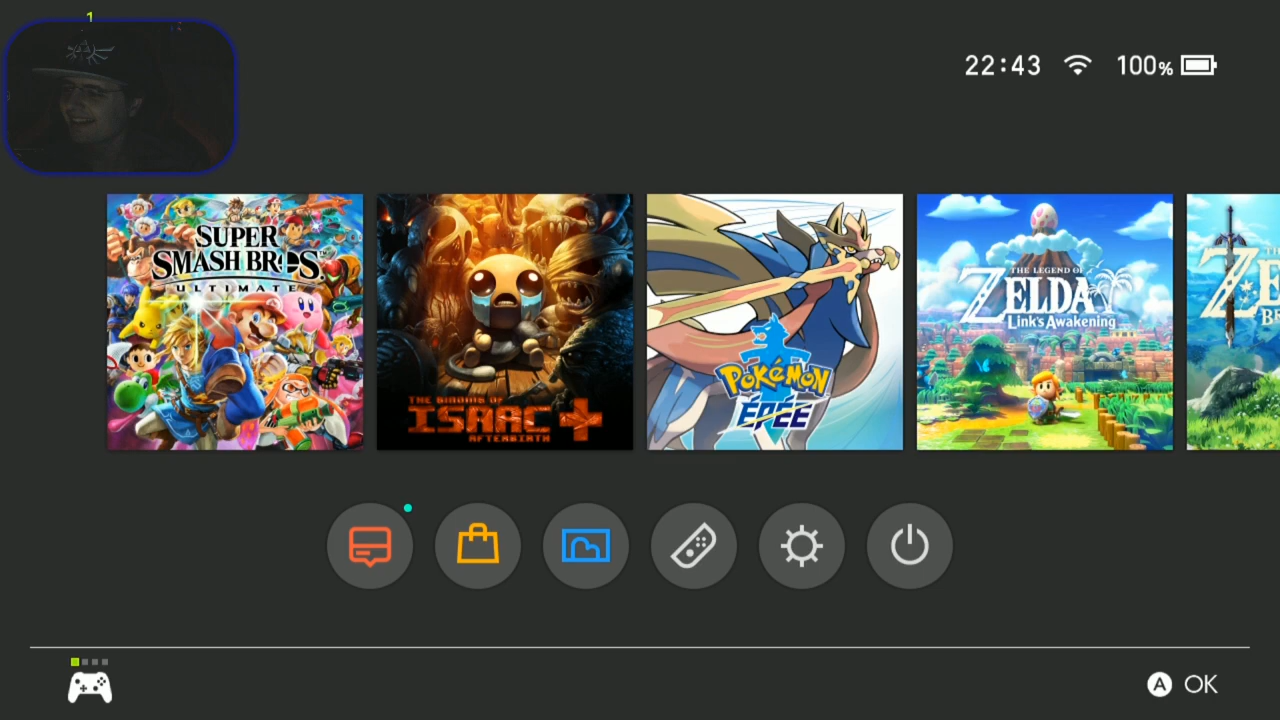 1
22:43 100%
SUPER
SMASH BROS.
ULTIMATE
THE BINDING OF
ISAAC +
AFTERBIRTH
POKÉMON
ÉPÉE
THE LEGEND OF
ZELDA
Link's Awakening
A OK